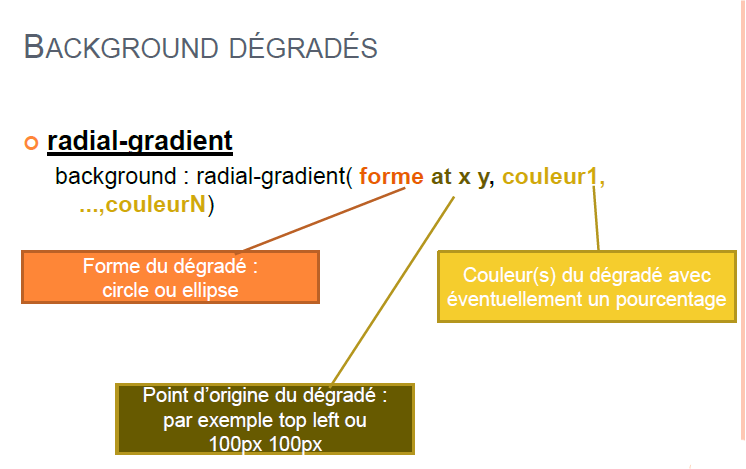 BACKGROUND DÉGRADÉS
radial-gradient
background : radial-gradient( forme at x y, couleur1,
...,couleurN)
Forme du dégradé :
circle ou ellipse
Couleur(s) du dégradé avec
éventuellement un pourcentage
Point d’origine du dégradé :
par exemple top left ou
100px 100px